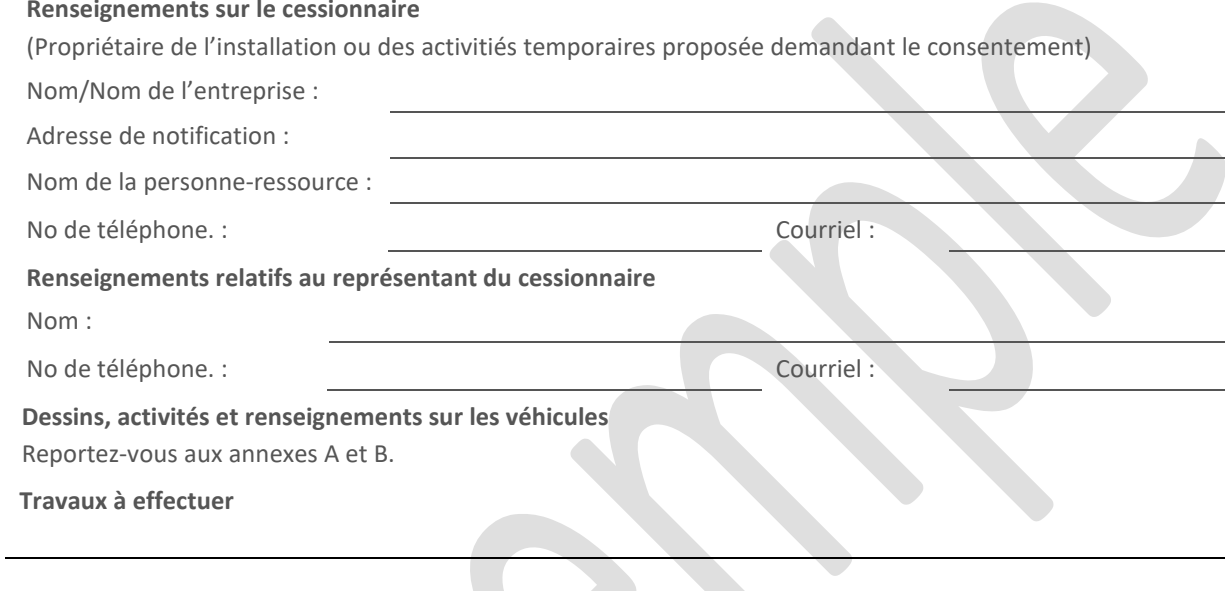 Renseignements sur le cessionnaire
(Propriétaire de l’installation ou des activitiés temporaires proposée demandant le consentement)
Nom/Nom de l’entreprise :
Adresse de notification :
Nom de la personne-ressource :
No de téléphone. : Courriel :
Renseignements relatifs au représentant du cessionnaire
Nom :
No de téléphone. : Courriel :
Dessins, activités et renseignements sur les véhicules
Reportez-vous aux annexes A et B.
Travaux à effectuer